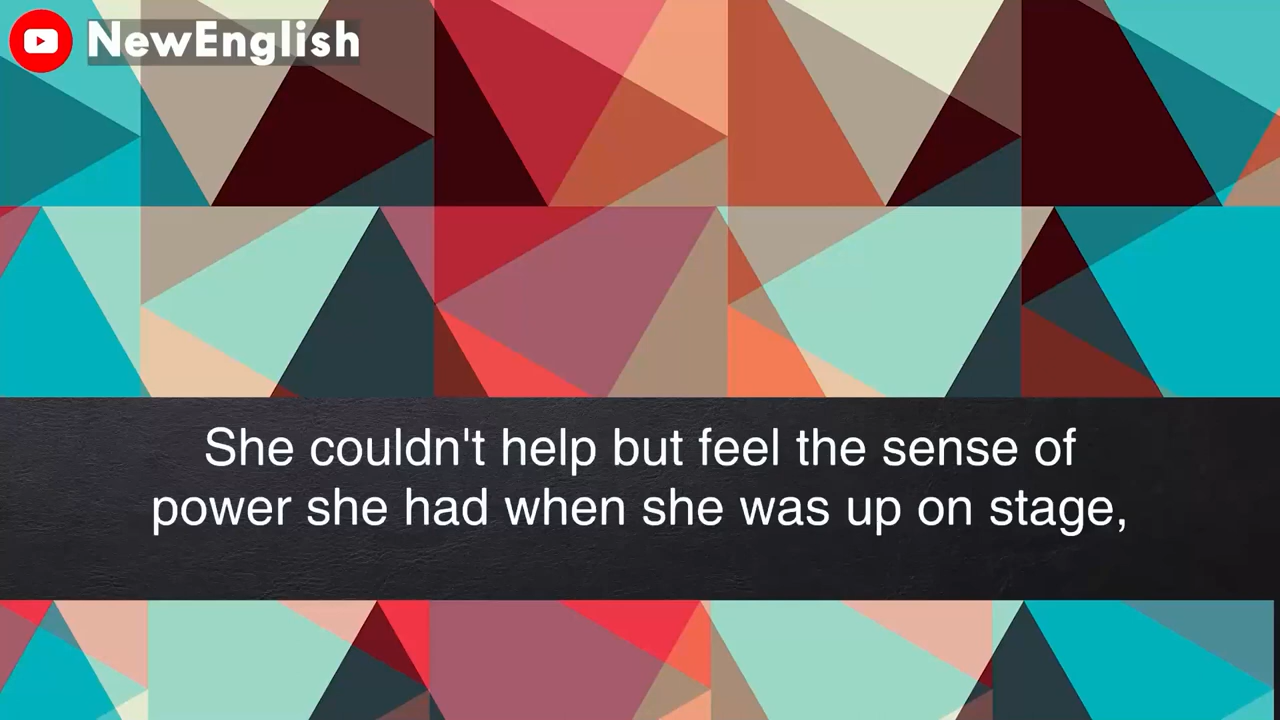 NewEnglish
She couldn't help but feel the sense of
power she had when she was up on stage,